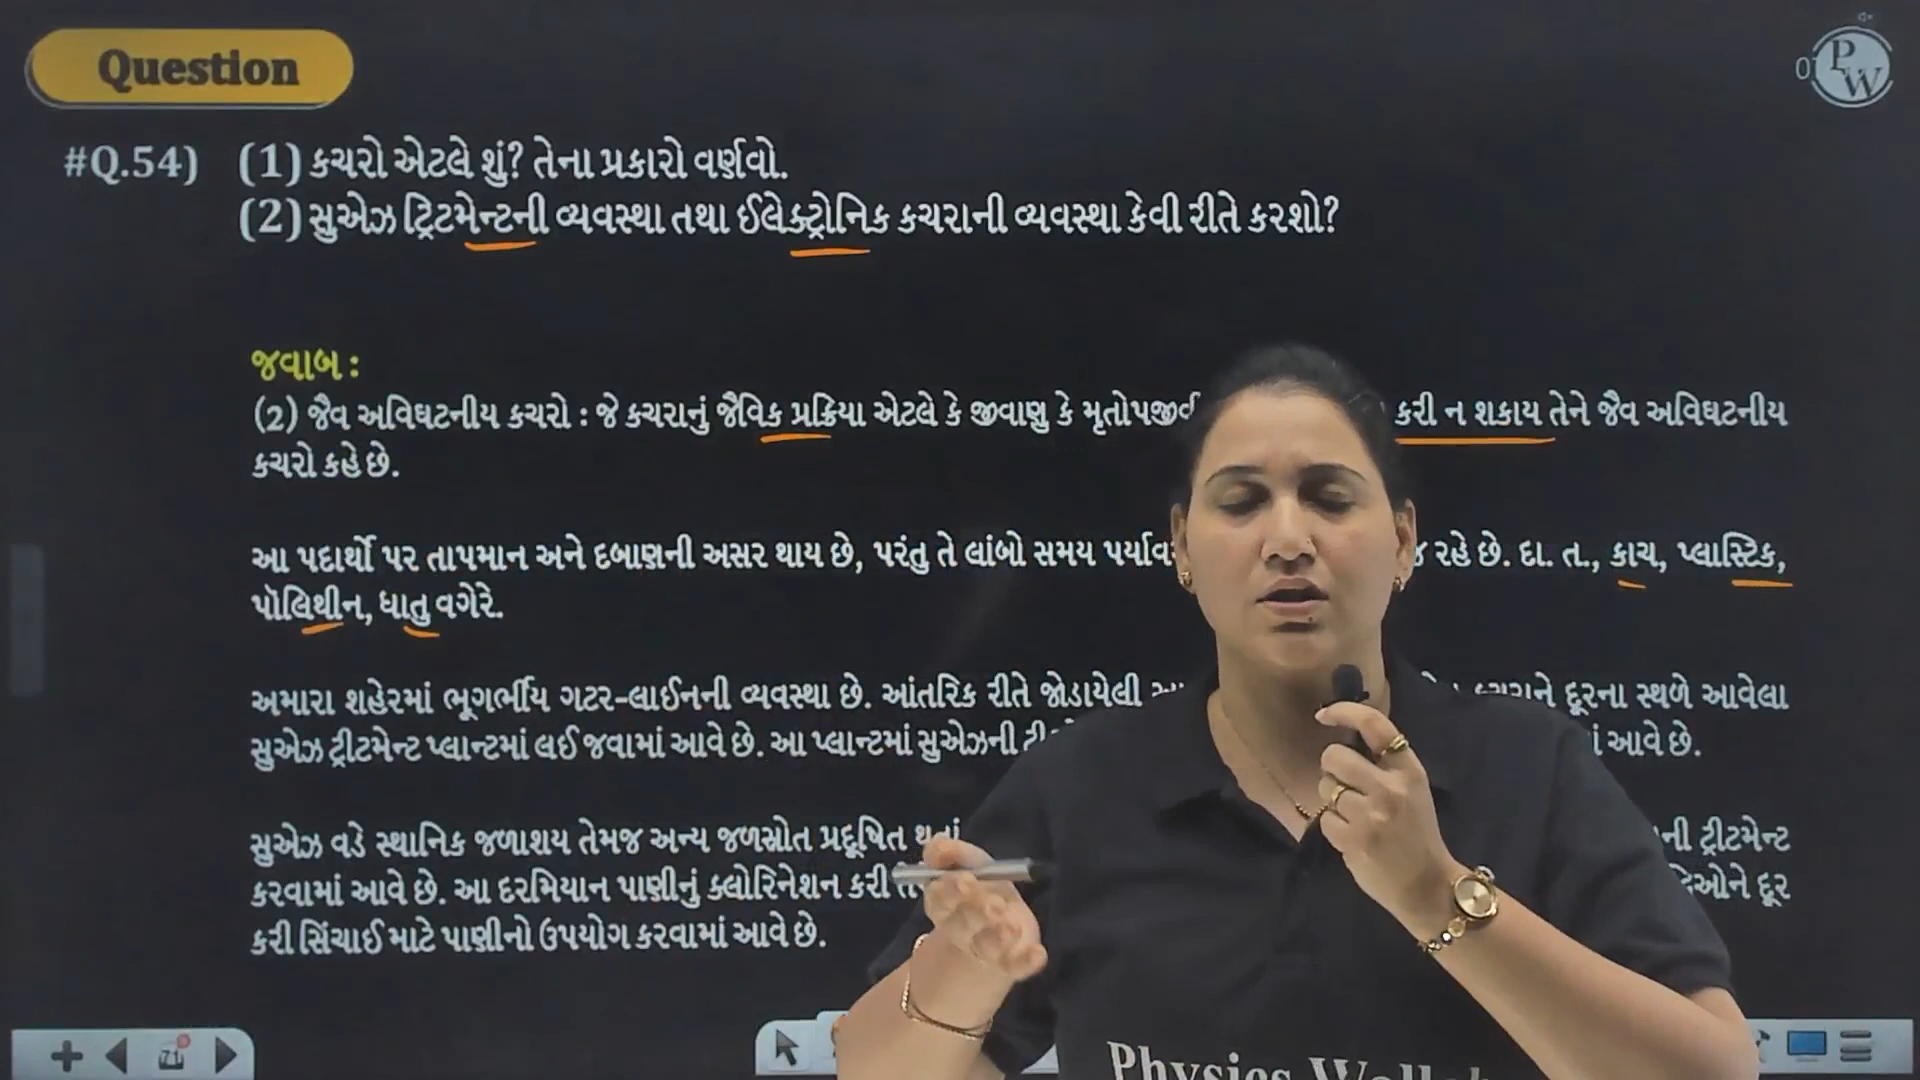 Question
PW
#Q.54) (1) કચરો એટલે શું? તેના પ્રકારો વર્ણવો.
(2) સુએઝ ટ્રિટમેન્ટની વ્યવસ્થા તથા ઈલેક્ટ્રોનિક કચરાની વ્યવસ્થા કેવી રીતે કરશો?
જવાબ :
(2) જૈવ અવિઘટનીય કચરો : જે કચરાનું જૈવિક પ્રક્રિયા એટલે કે જીવાણુ કે કરી ન શકાય તેને જૈવ અવિઘટનીય
કચરો કહે છે.
આ પદાર્થો પર તાપમાન અને દબાણની અસર થાય છે, પરંતુ તે લાંબો સમય રહે છે. દા. ત., કાચ, પ્લાસ્ટિક,
પૉલિથીન, ધાતુ વગેરે.
અમારા શહેરમાં ભૂગર્ભીય ગટર-લાઈનની વ્યવસ્થા છે. આંતરિક રીતે જોડાયેલી દૂરના સ્થળે આવેલા
સુએઝ ટ્રીટમેન્ટ પ્લાન્ટમાં લઈ જવામાં આવે છે. આ પ્લાન્ટમાં સુએઝની આવે છે.
સુએઝ વડે સ્થાનિક જળાશય તેમજ અન્ય જળસ્રોત પ્રદૂષિત થતાં ટ્રીટમેન્ટ
કરવામાં આવે છે. આ દરમિયાન પાણીનું ક્લોરિનેશન કરી દૂર
કરી સિંચાઈ માટે પાણીનો ઉપયોગ કરવામાં આવે છે.
71
Physics